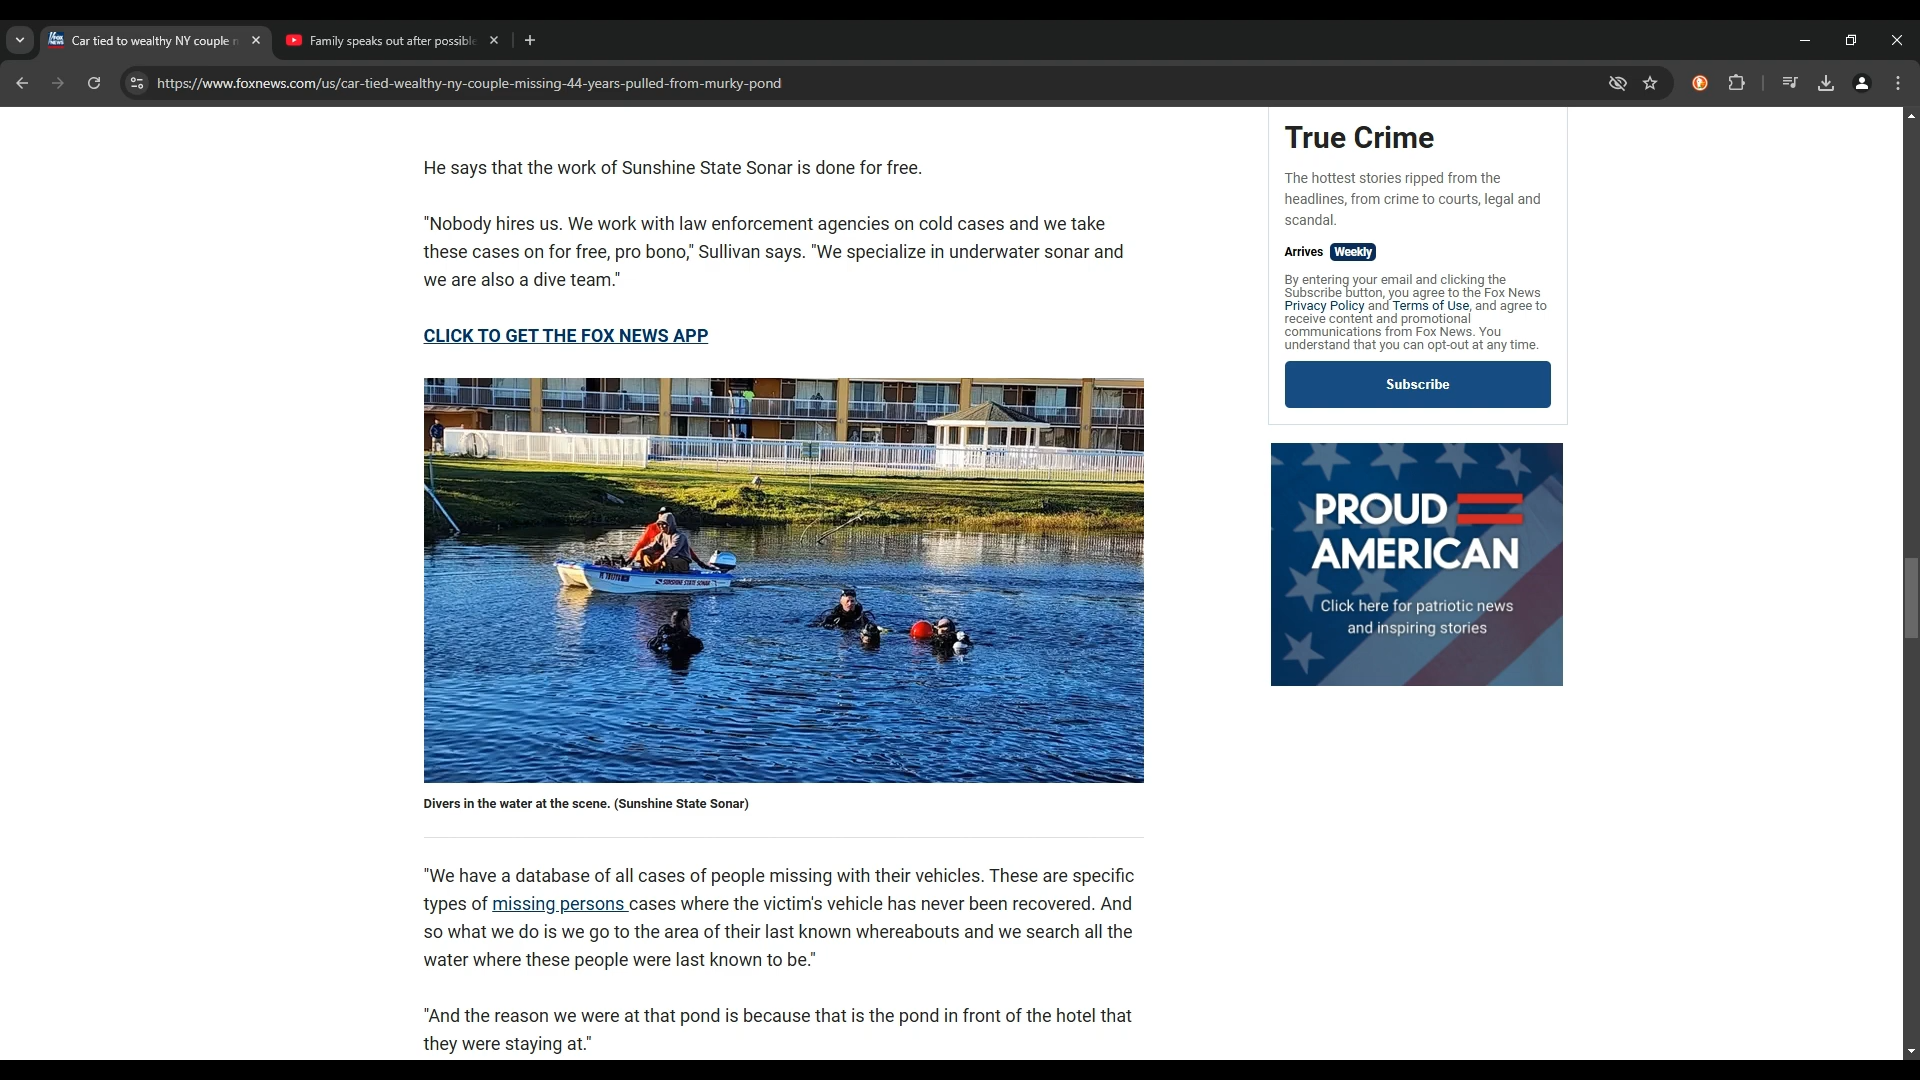 Car tied to wealthy NY couple
Family speaks out after possible
https://www.foxnews.com/us/car-tied-wealthy-ny-couple-missing-44-years-pulled-from-murky-pond
He says that the work of Sunshine State Sonar is done for free.
"Nobody hires us. We work with law enforcement agencies on cold cases and we take
these cases on for free, pro bono," Sullivan says. "We specialize in underwater sonar and
we are also a dive team."
CLICK TO GET THE FOX NEWS APP
SUNSHINE STATE SONAR
Divers in the water at the scene. (Sunshine State Sonar)
"We have a database of all cases of people missing with their vehicles. These are specific
types of missing persons cases where the victim's vehicle has never been recovered. And
so what we do is we go to the area of their last known whereabouts and we search all the
water where these people were last known to be."
"And the reason we were at that pond is because that is the pond in front of the hotel that
they were staying at."
True Crime
The hottest stories ripped from the
headlines, from crime to courts, legal and
scandal.
Arrives Weekly
By entering your email and clicking the
Subscribe button, you agree to the Fox News
Privacy Policy and Terms of Use, and agree to
receive content and promotional
communications from Fox News. You
understand that you can opt-out at any time.
Subscribe
PROUD
AMERICAN
Click here for patriotic news
and inspiring stories